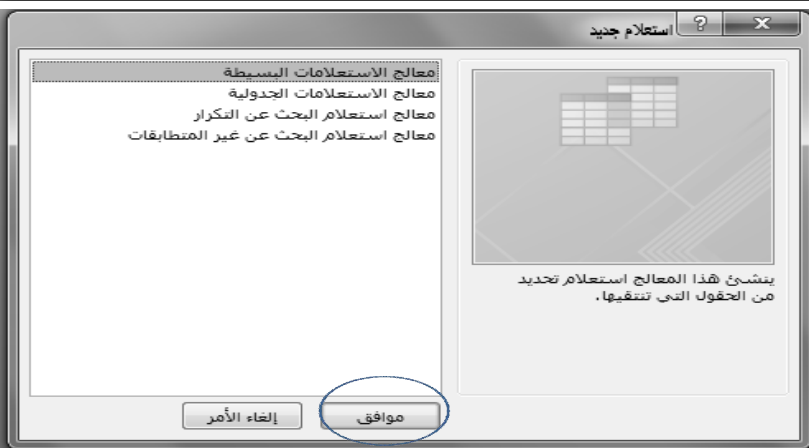 استعلام جديد
معالج الاستعلامات البسيطة
معالج الاستعلامات الجدولية
معالج استعلام البحث عن التكرار
معالج استعلام البحث عن غير المتطابقات
ينشئ هذا المعالج استعلام تحديد
من الحقول التي تنتقيها.
موافق
إلغاء الأمر